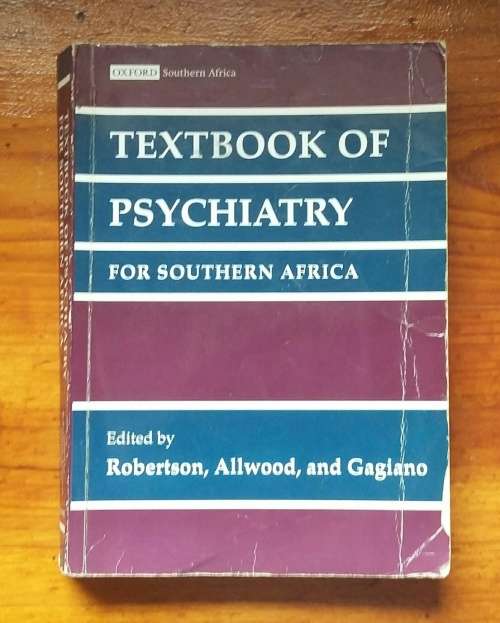 OXFORD Southern Africa
TEXTBOOK OF
PSYCHIATRY
FOR SOUTHERN AFRICA
Edited by
Robertson, Allwood, and Gagiano